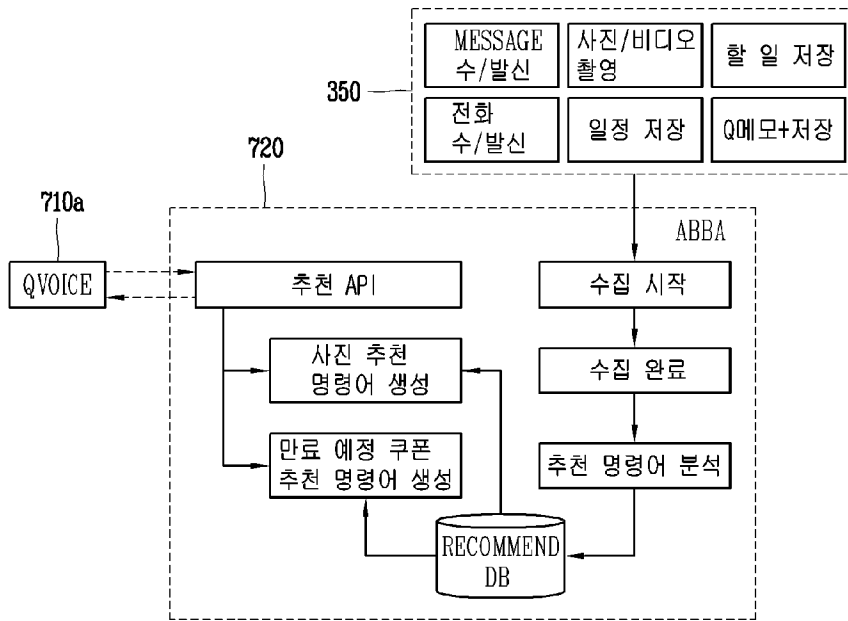 MESSAGE
수/발신
사진/비디오
촬영
할 일 저장
350
전화
수/발신
일정 저장
Q메모+저장
720
710a
ABBA
QVOICE
추천 API
수집 시작
사진 추천
명령어 생성
수집 완료
만료 예정 쿠폰
추천 명령어 생성
추천 명령어 분석
RECOMMEND
DB